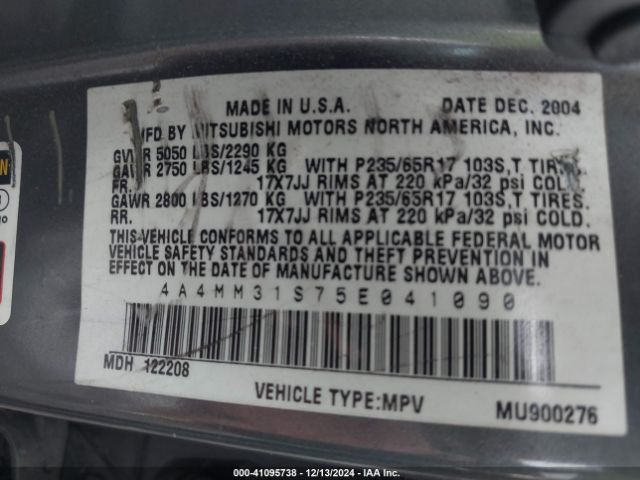 MADE IN U.S.A. DATE DEC. 2004
MFD BY MITSUBISHI MOTORS NORTH AMERICA, INC.
GVWR 5050 LBS/2290 KG
GAWR 2750 LBS/1245 KG WITH P235/65R17 103S,T TIRES.
FR. 17X7JJ RIMS AT 220 kPa/32 psi COLD.
GAWR 2800 LBS/1270 KG WITH P235/65R17 103S,T TIRES.
RR. 17X7JJ RIMS AT 220 kPa/32 psi COLD.
THIS VEHICLE CONFORMS TO ALL APPLICABLE FEDERAL MOTOR
VEHICLE SAFETY STANDARDS AND THEFT PREVENTION IN
EFFECT ON THE DATE OF MANUFACTURE SHOWN ABOVE.
4A4MM31S75E041090
MDH 122208
VEHICLE TYPE:MPV MU900276
000-41095738 - 12/13/2024 - IAA Inc.